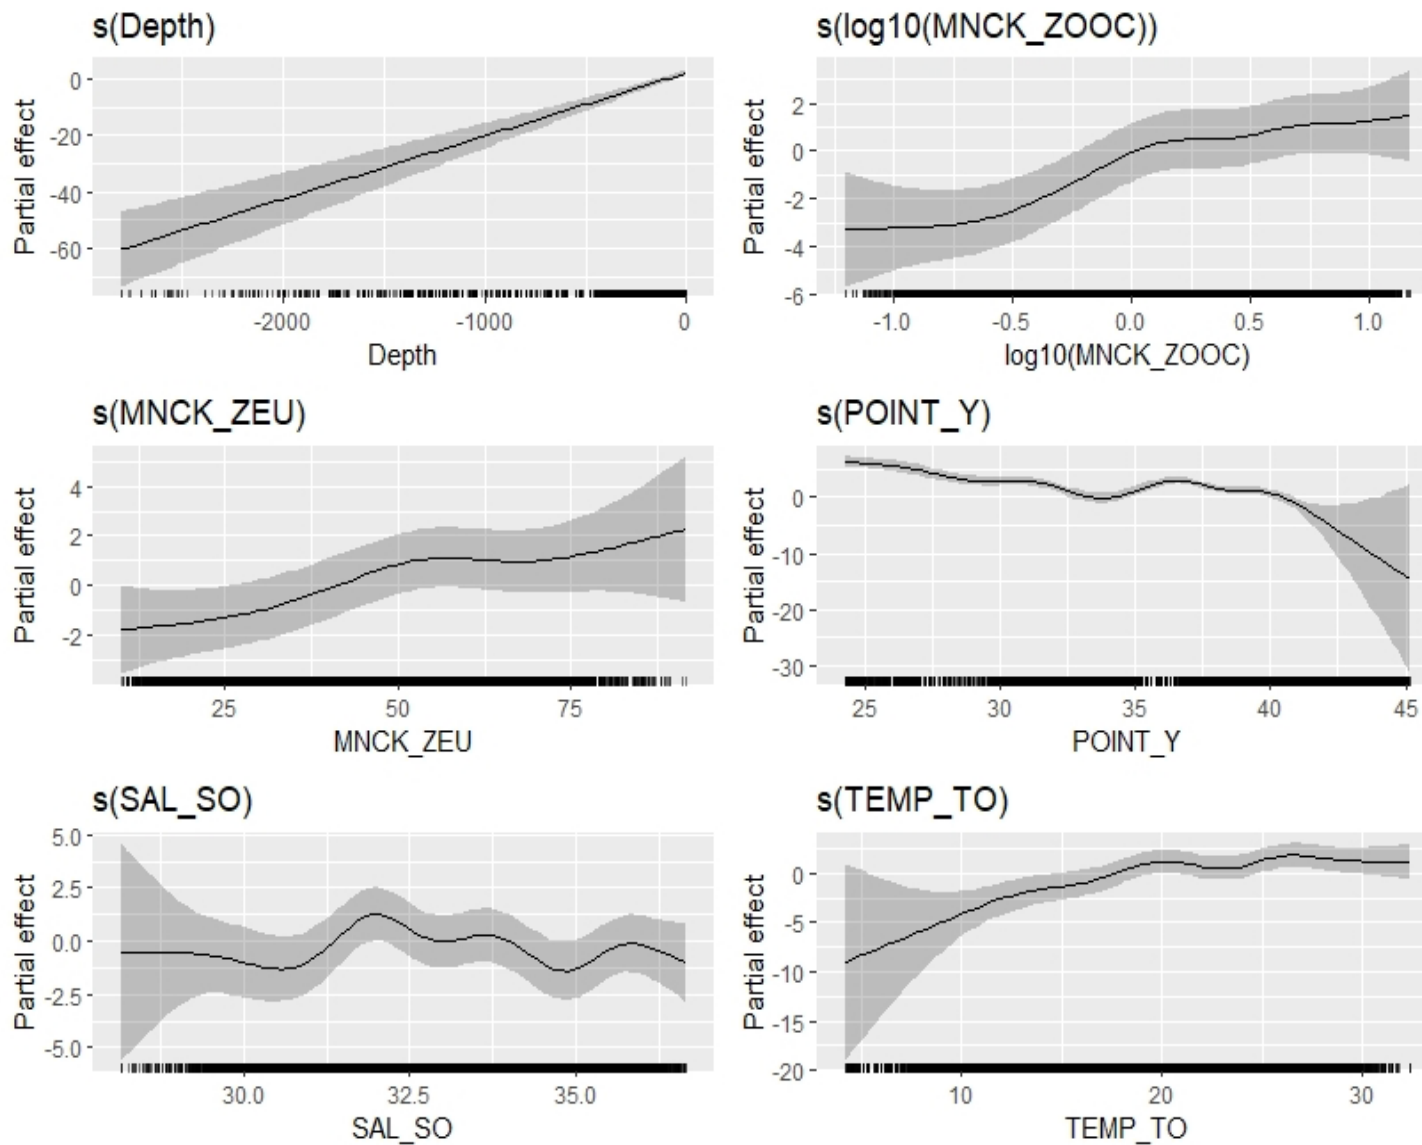 s(Depth)
Partial effect
0
-20
-40
-60
-2000
-1000
0
Depth
s(log10(MNCK_ZOOC))
Partial effect
2
0
-2
-4
-6
-1.0
-0.5
0.0
0.5
1.0
log10(MNCK_ZOOC)
s(MNCK_ZEU)
Partial effect
4
2
0
-2
25
50
75
MNCK_ZEU
s(POINT_Y)
Partial effect
0
-10
-20
-30
25
30
35
40
45
POINT_Y
s(SAL_SO)
Partial effect
5.0
2.5
0.0
-2.5
-5.0
30.0
32.5
35.0
SAL_SO
s(TEMP_TO)
Partial effect
0
-5
-10
-15
-20
10
20
30
TEMP_TO